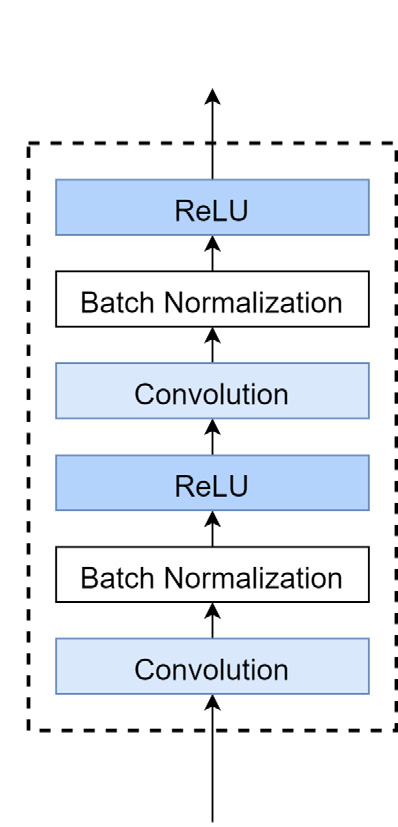 ReLU
Batch Normalization
Convolution
ReLU
Batch Normalization
Convolution